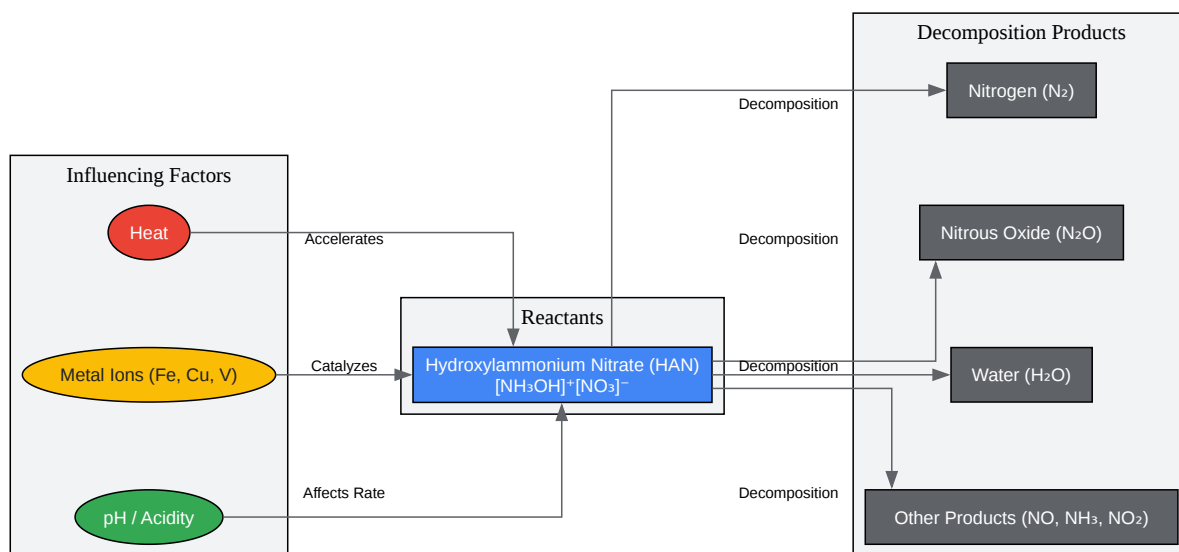 Influencing Factors
Heat
Metal Ions (Fe, Cu, V)
pH / Acidity
Accelerates
Catalyzes
Affects Rate
Reactants
Hydroxylammonium Nitrate (HAN)
[NH₃OH]⁺[NO₃]⁻
Decomposition
Decomposition
Decomposition
Decomposition
Decomposition Products
Nitrogen (N₂)
Nitrous Oxide (N₂O)
Water (H₂O)
Other Products (NO, NH₃, NO₂)